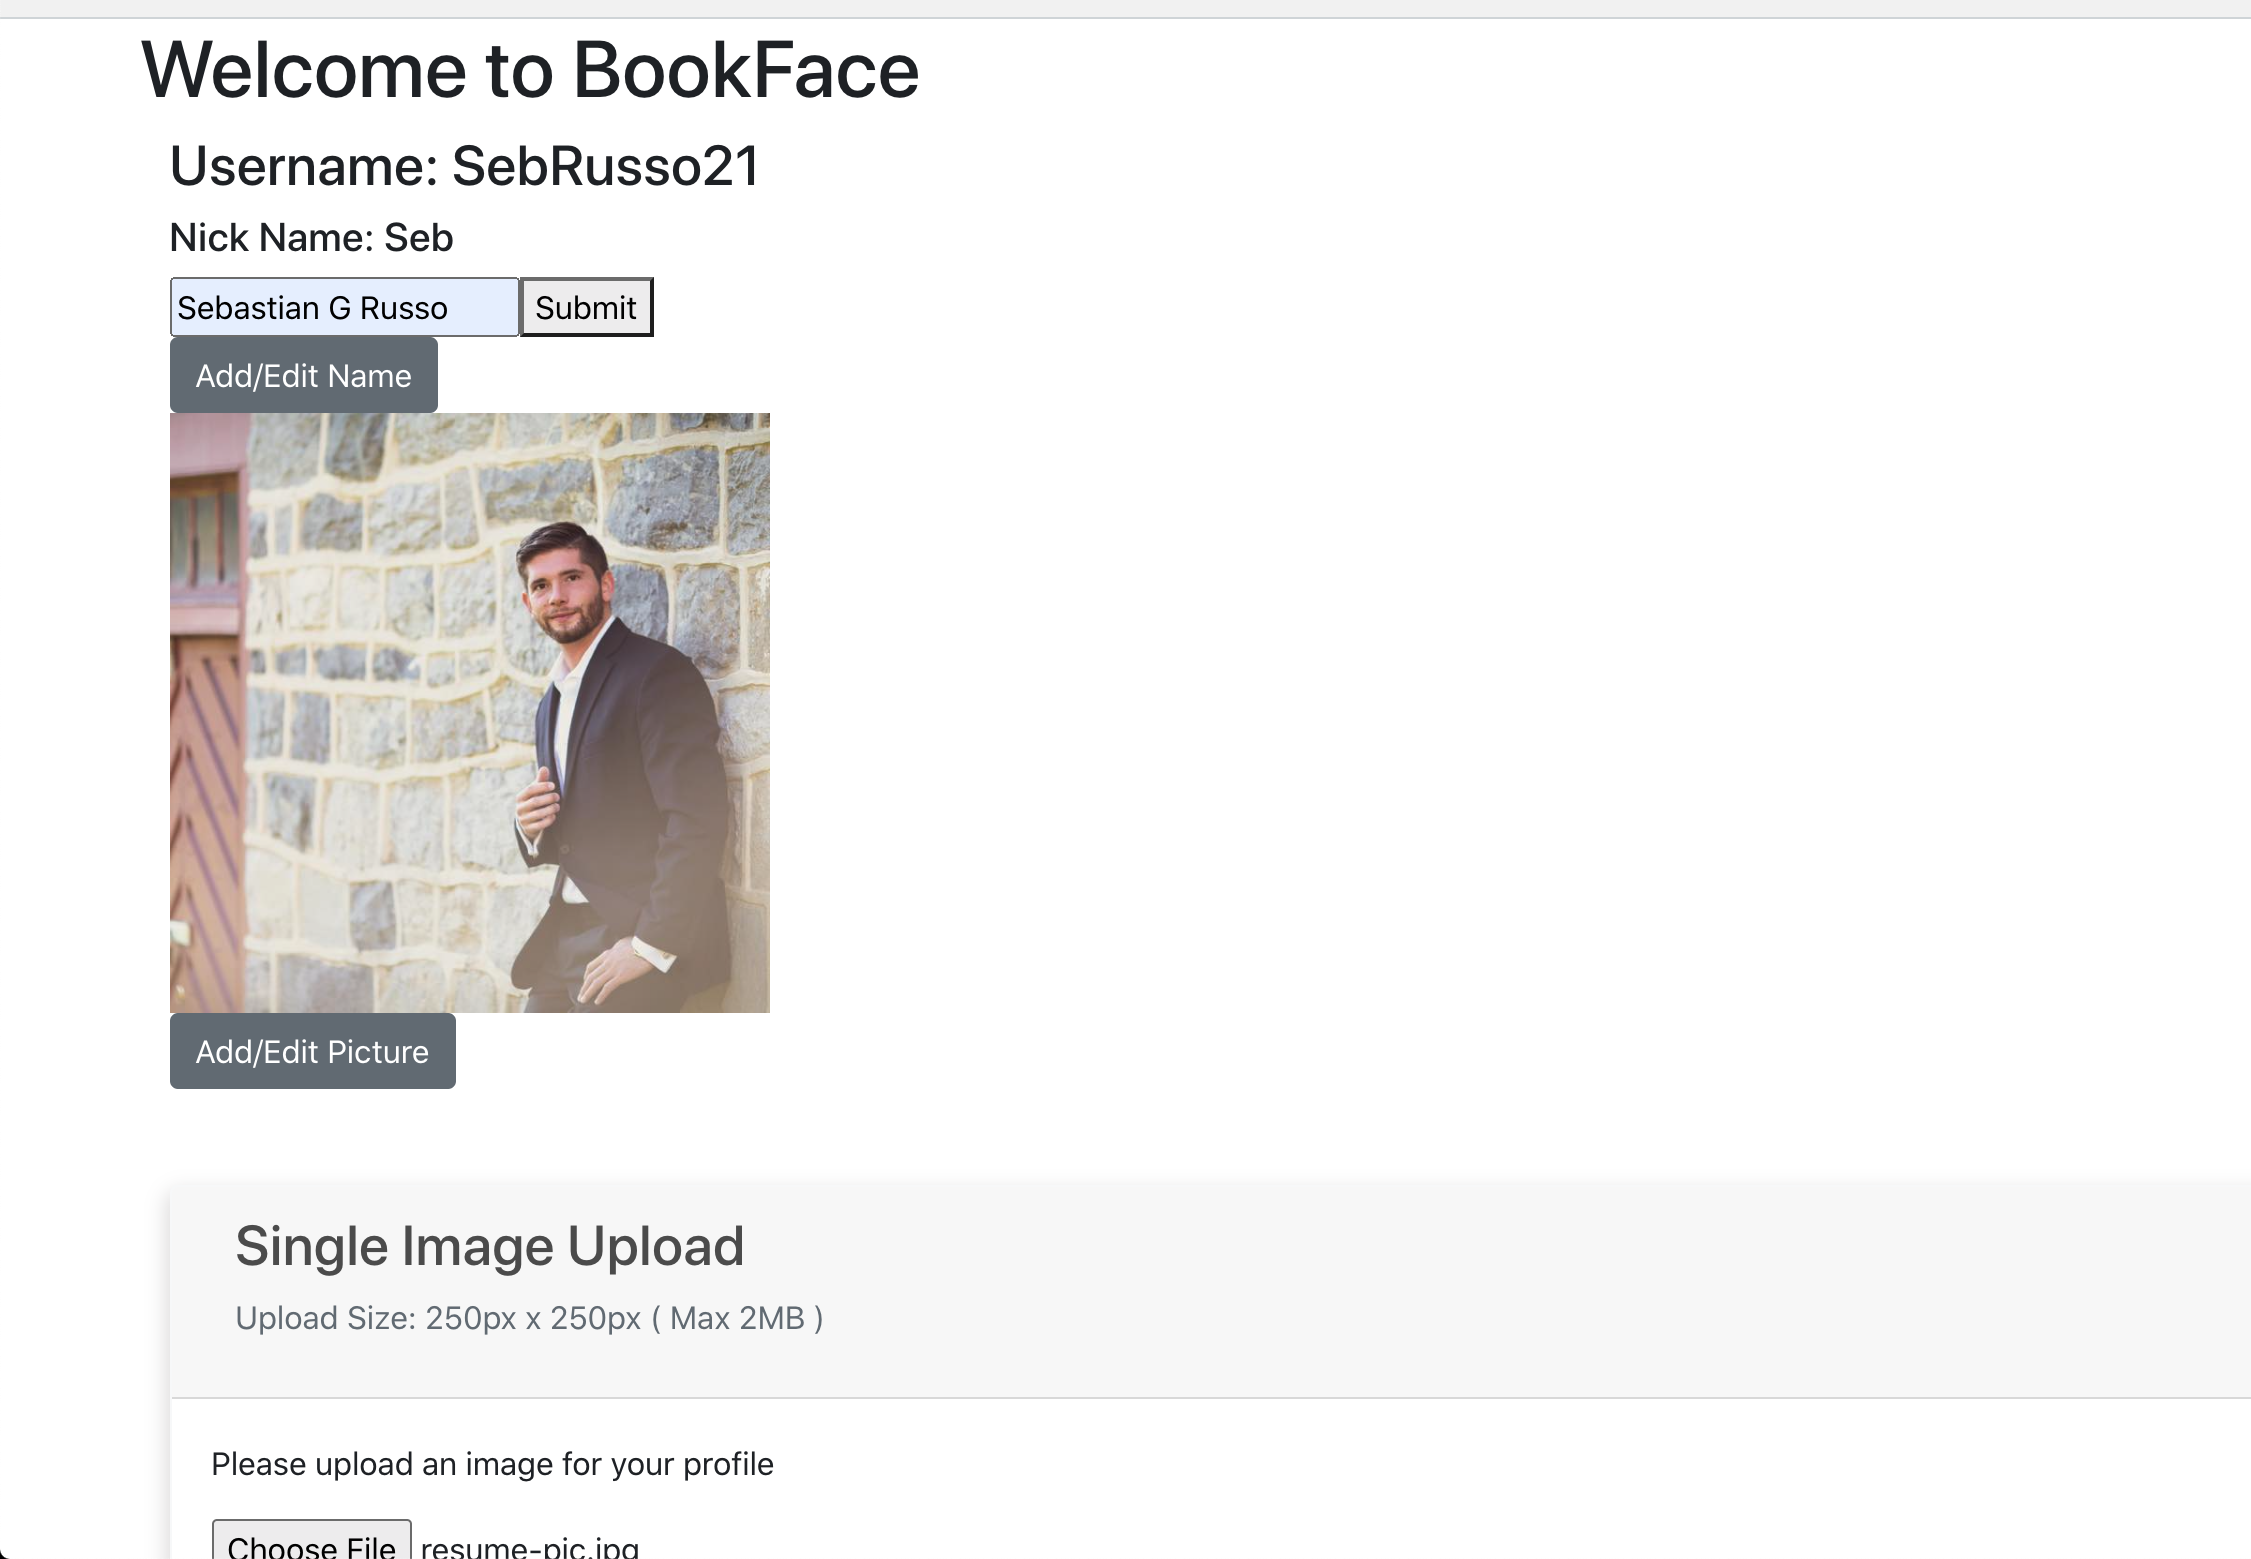 Welcome to BookFace
Username: SebRusso21
Nick Name: Seb
Sebastian G Russo Submit
Add/Edit Name
Add/Edit Picture
Single Image Upload
Upload Size: 250px x 250px ( Max 2MB )
Please upload an image for your profile
Choose File resume-pic.jpg